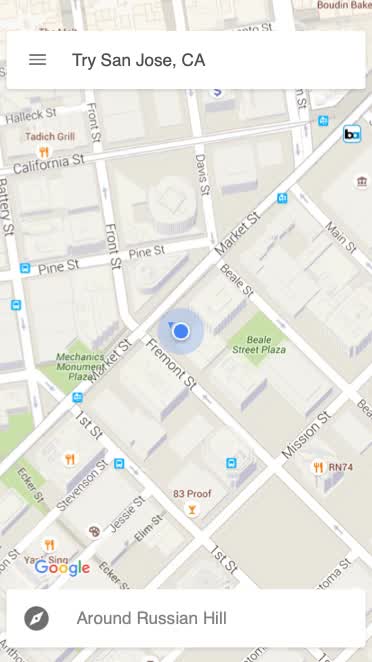 Boudin Bake
Try San Jose, CA
Halleck St
Front St
Tadich Grill
California St
Davis St
Battery St
Front St
Market St
Main St
Pine St
Pine St
Beale St
Beale
Street Plaza
Mechanics
Monument
Plaza
Market St
Fremont St
1st St
Mission St
RN74
Ecker St
Stevenson St
83 Proof
Jessie St
Elim St
1st St
Yank Sing
Google
Ecker St
Around Russian Hill